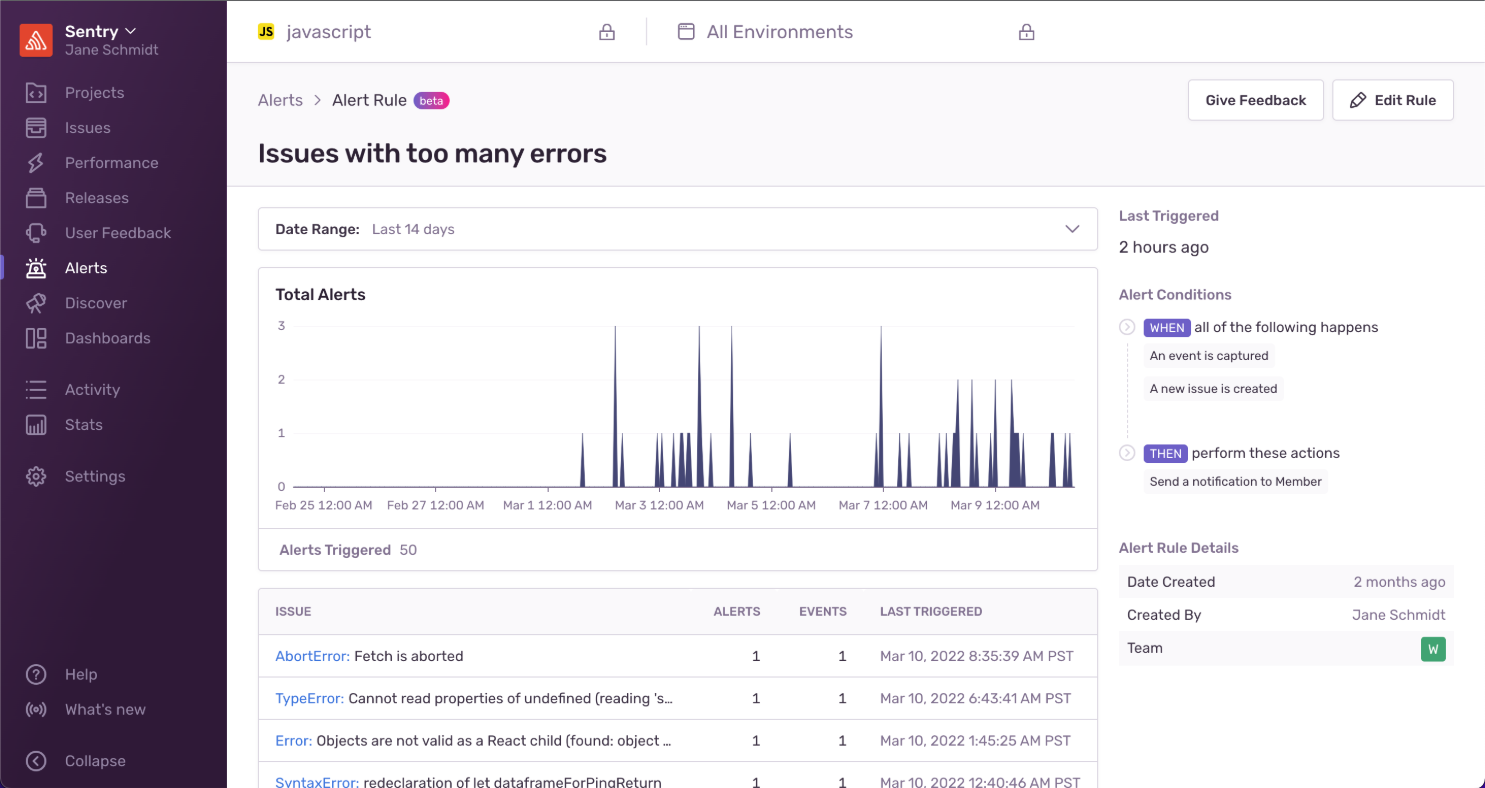 Sentry
Jane Schmidt
Projects
Issues
Performance
Releases
User Feedback
Alerts
Discover
Dashboards
Activity
Stats
Settings
Help
What's new
Collapse
JS javascript
All Environments
Alerts > Alert Rule beta
Give Feedback
Edit Rule
Issues with too many errors
Date Range: Last 14 days
Total Alerts
3
2
1
0
Feb 25 12:00 AM Feb 27 12:00 AM Mar 1 12:00 AM Mar 3 12:00 AM Mar 5 12:00 AM Mar 7 12:00 AM Mar 9 12:00 AM
Alerts Triggered 50
ISSUE ALERTS EVENTS LAST TRIGGERED
AbortError: Fetch is aborted 1 1 Mar 10, 2022 8:35:39 AM PST
TypeError: Cannot read properties of undefined (reading 's... 1 1 Mar 10, 2022 6:43:41 AM PST
Error: Objects are not valid as a React child (found: object ... 1 1 Mar 10, 2022 1:45:25 AM PST
SyntaxError: redeclaration of let dataframeForPingReturn 1 1 Mar 10, 2022 12:40:46 AM PST
Last Triggered
2 hours ago
Alert Conditions
WHEN all of the following happens
An event is captured
A new issue is created
THEN perform these actions
Send a notification to Member
Alert Rule Details
Date Created 2 months ago
Created By Jane Schmidt
Team W